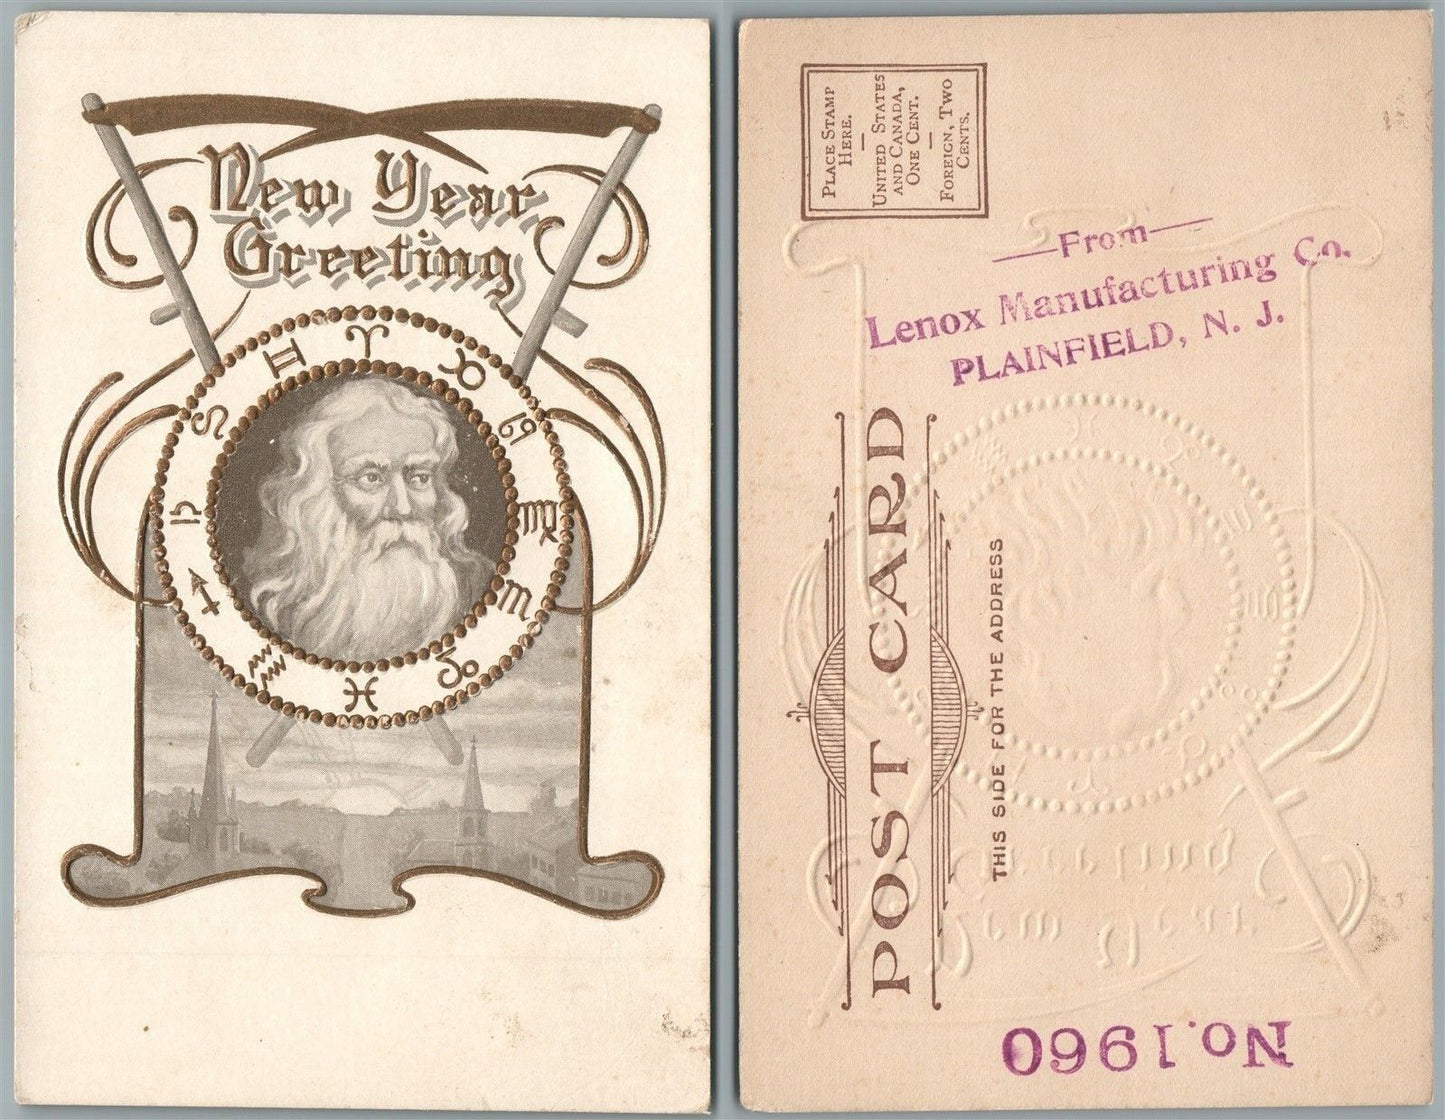 New Year
Greeting
♈
♉
♋
♍
♏
♑
♓
♒
♐
♎
♌
♊
PLACE STAMP
HERE.
—
UNITED STATES
AND CANADA,
ONE CENT.
—
FOREIGN, TWO
CENTS.
—From—
Lenox Manufacturing Co.
PLAINFIELD, N. J.
POST CARD
THIS SIDE FOR THE ADDRESS
No. 1960